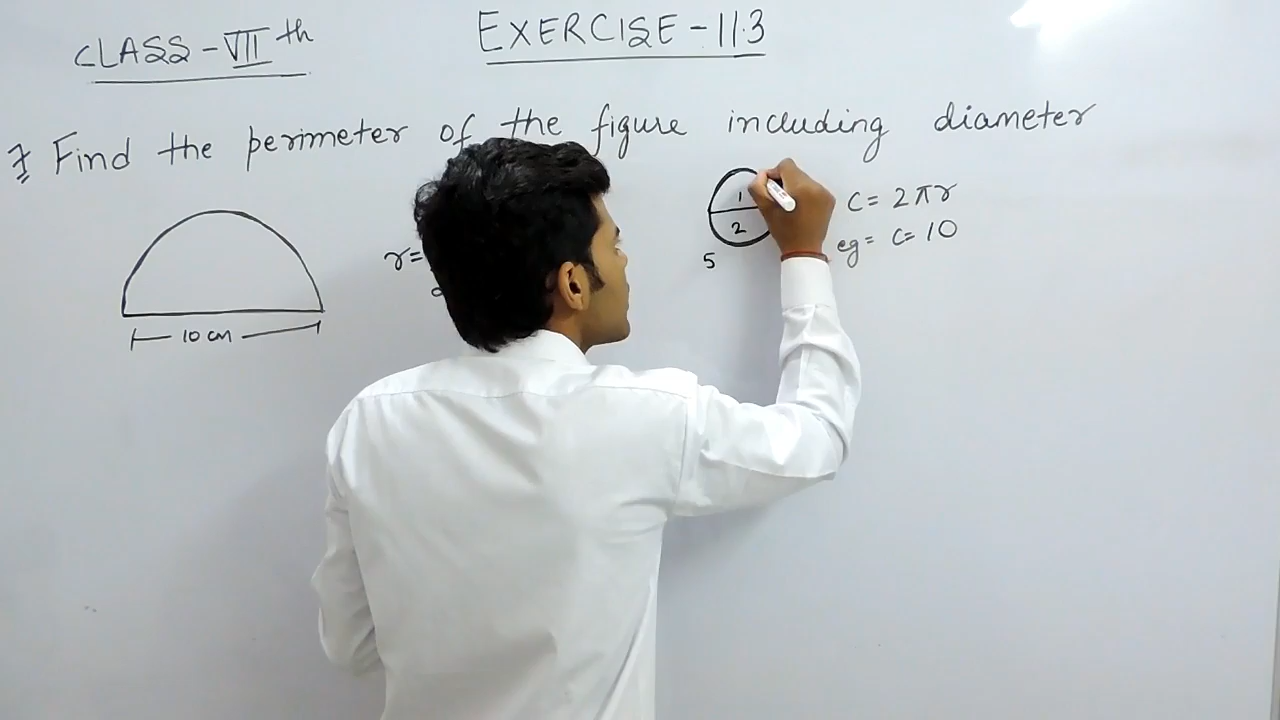 CLASS-VII th
EXERCISE-11.3
7 Find the perimeter of the figure including diameter
1
2
5
C= 2πr
eg= C= 10
r=
10 cm